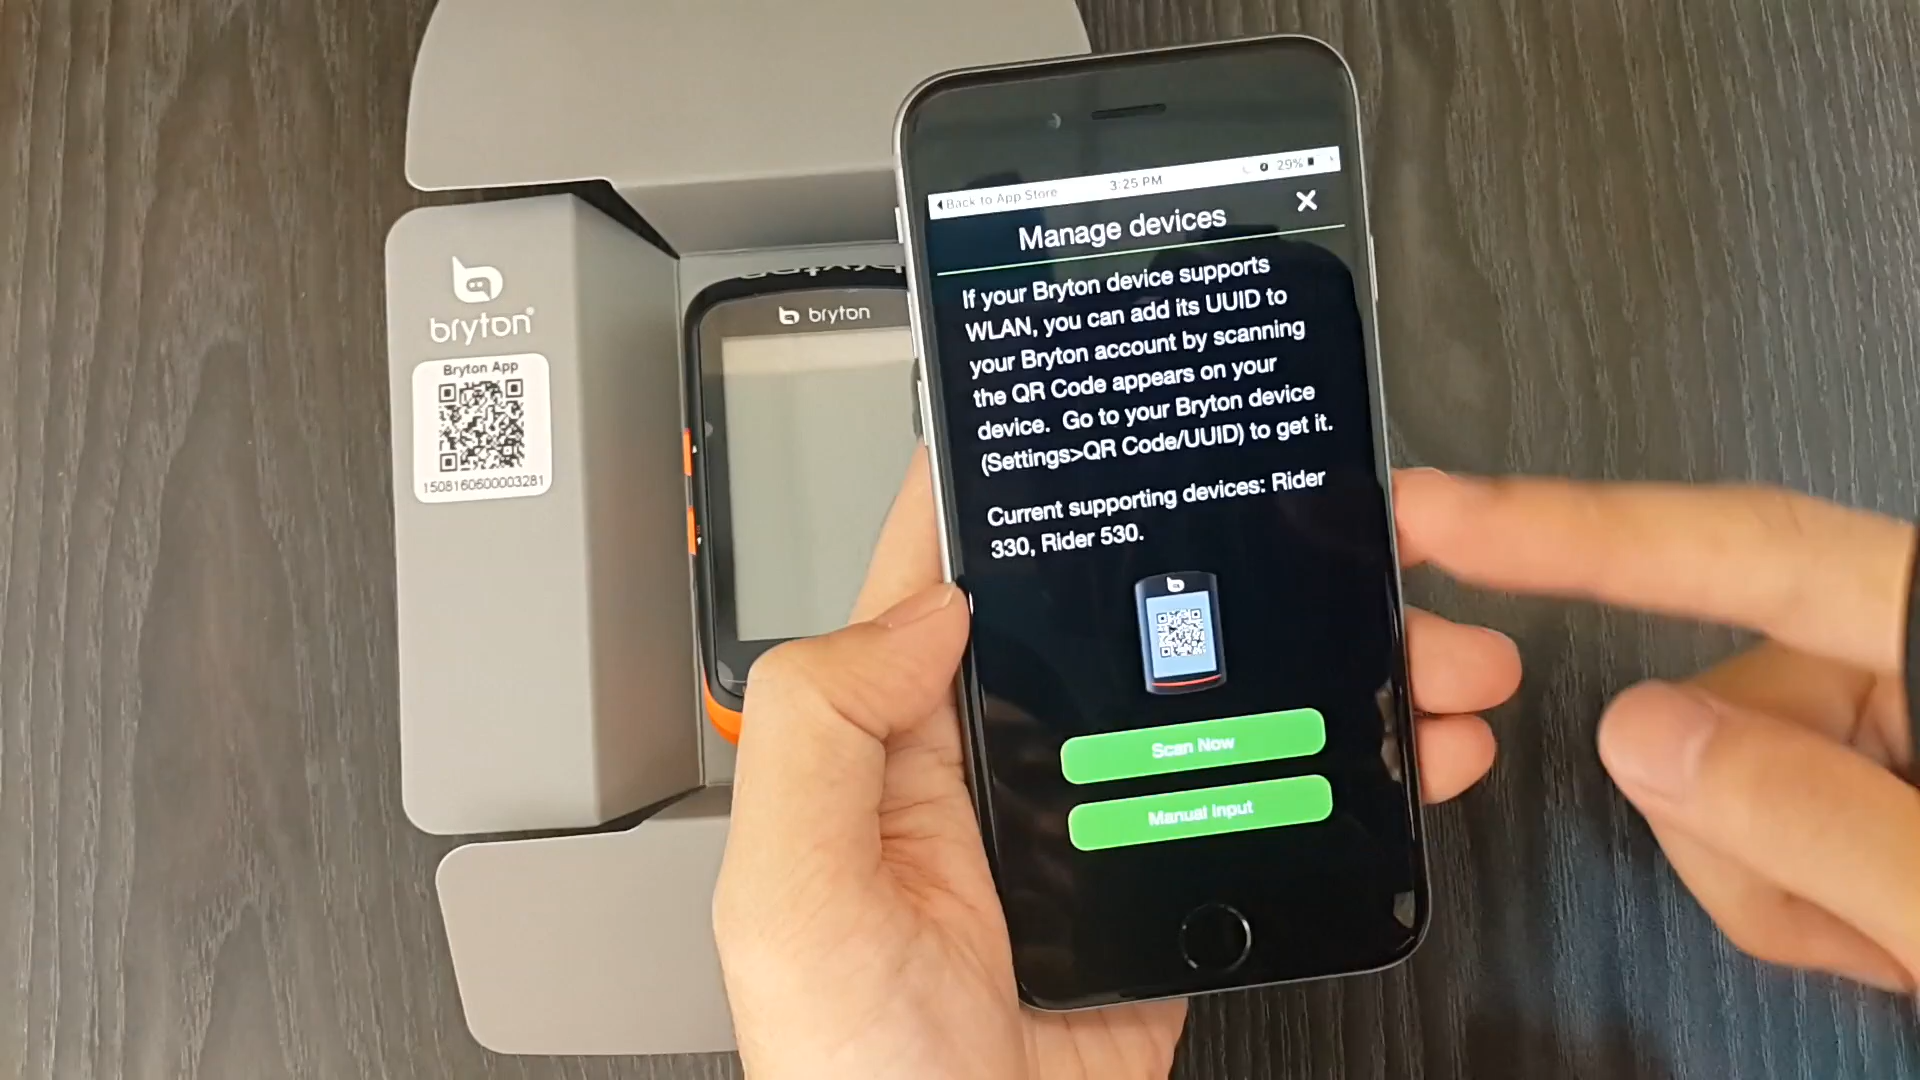 bryton
Bryton App
1508160600003281
bryton
Back to App Store
3:25 PM
29%
Manage devices
If your Bryton device supports
WLAN, you can add its UUID to
your Bryton account by scanning
the QR Code appears on your
device. Go to your Bryton device
(Settings>QR Code/UUID) to get it.
Current supporting devices: Rider
330, Rider 530.
Scan Now
Manual input